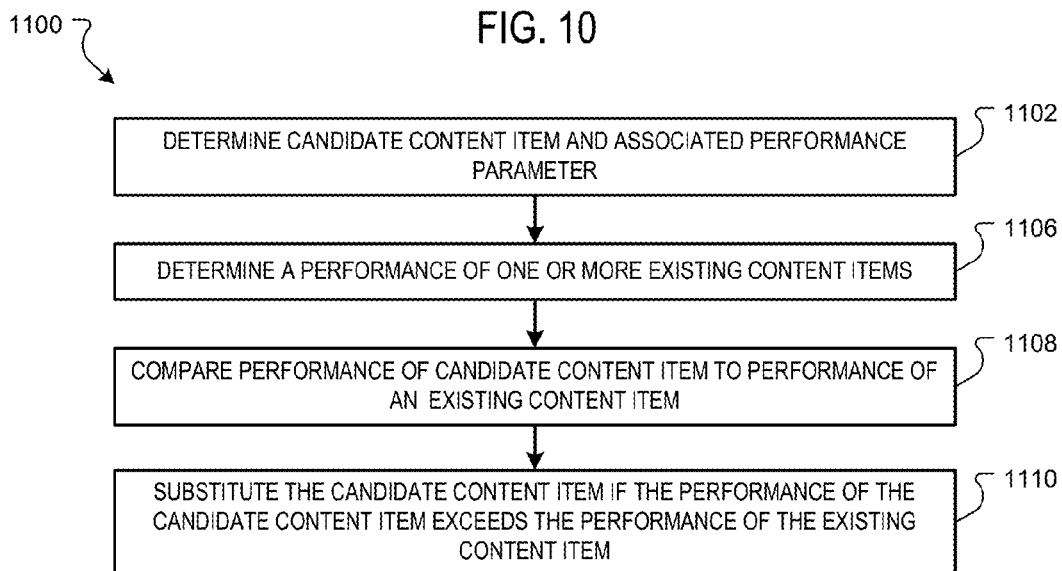 FIG. 10
1100
DETERMINE CANDIDATE CONTENT ITEM AND ASSOCIATED PERFORMANCE
PARAMETER
1102
DETERMINE A PERFORMANCE OF ONE OR MORE EXISTING CONTENT ITEMS
1106
COMPARE PERFORMANCE OF CANDIDATE CONTENT ITEM TO PERFORMANCE OF
AN EXISTING CONTENT ITEM
1108
SUBSTITUTE THE CANDIDATE CONTENT ITEM IF THE PERFORMANCE OF THE
CANDIDATE CONTENT ITEM EXCEEDS THE PERFORMANCE OF THE EXISTING
CONTENT ITEM
1110